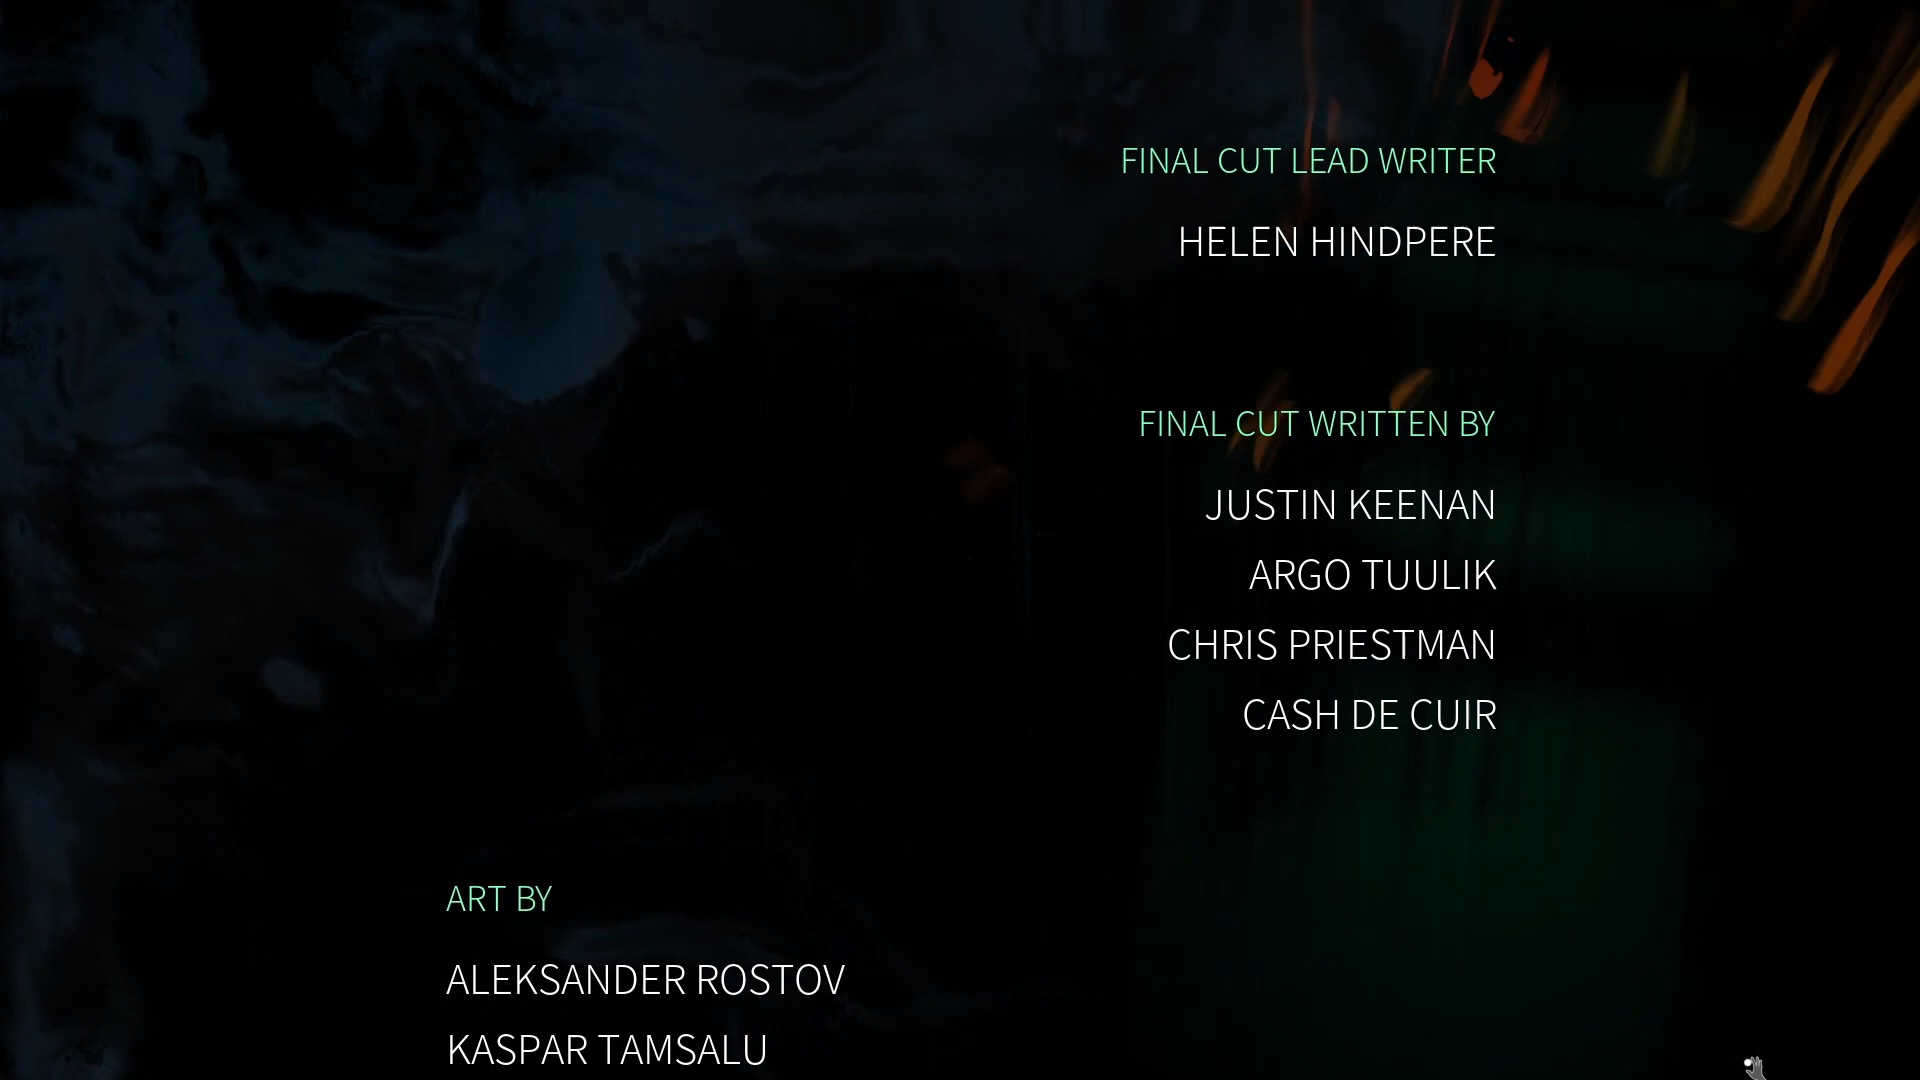 FINAL CUT LEAD WRITER
HELEN HINDPERE
FINAL CUT WRITTEN BY
JUSTIN KEENAN
ARGO TUULIK
CHRIS PRIESTMAN
CASH DE CUIR
ART BY
ALEKSANDER ROSTOV
KASPAR TAMSALU